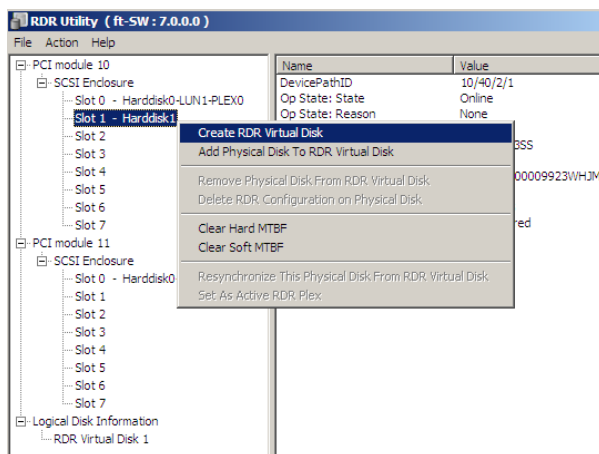 RDR Utility ( ft-SW : 7.0.0.0 )
File Action Help
PCI module 10
SCSI Enclosure
Slot 0 - Harddisk0-LUN1-PLEX0
Slot 1 - Harddisk1
Slot 2
Slot 3
Slot 4
Slot 5
Slot 6
Slot 7
PCI module 11
SCSI Enclosure
Slot 0 - Harddisk0
Slot 1
Slot 2
Slot 3
Slot 4
Slot 5
Slot 6
Slot 7
Logical Disk Information
RDR Virtual Disk 1
Name Value
DevicePathID 10/40/2/1
Op State: State Online
Op State: Reason None
3SS
00009923WHJM
red
Create RDR Virtual Disk
Add Physical Disk To RDR Virtual Disk
Remove Physical Disk From RDR Virtual Disk
Delete RDR Configuration on Physical Disk
Clear Hard MTBF
Clear Soft MTBF
Resynchronize This Physical Disk From RDR Virtual Disk
Set As Active RDR Plex